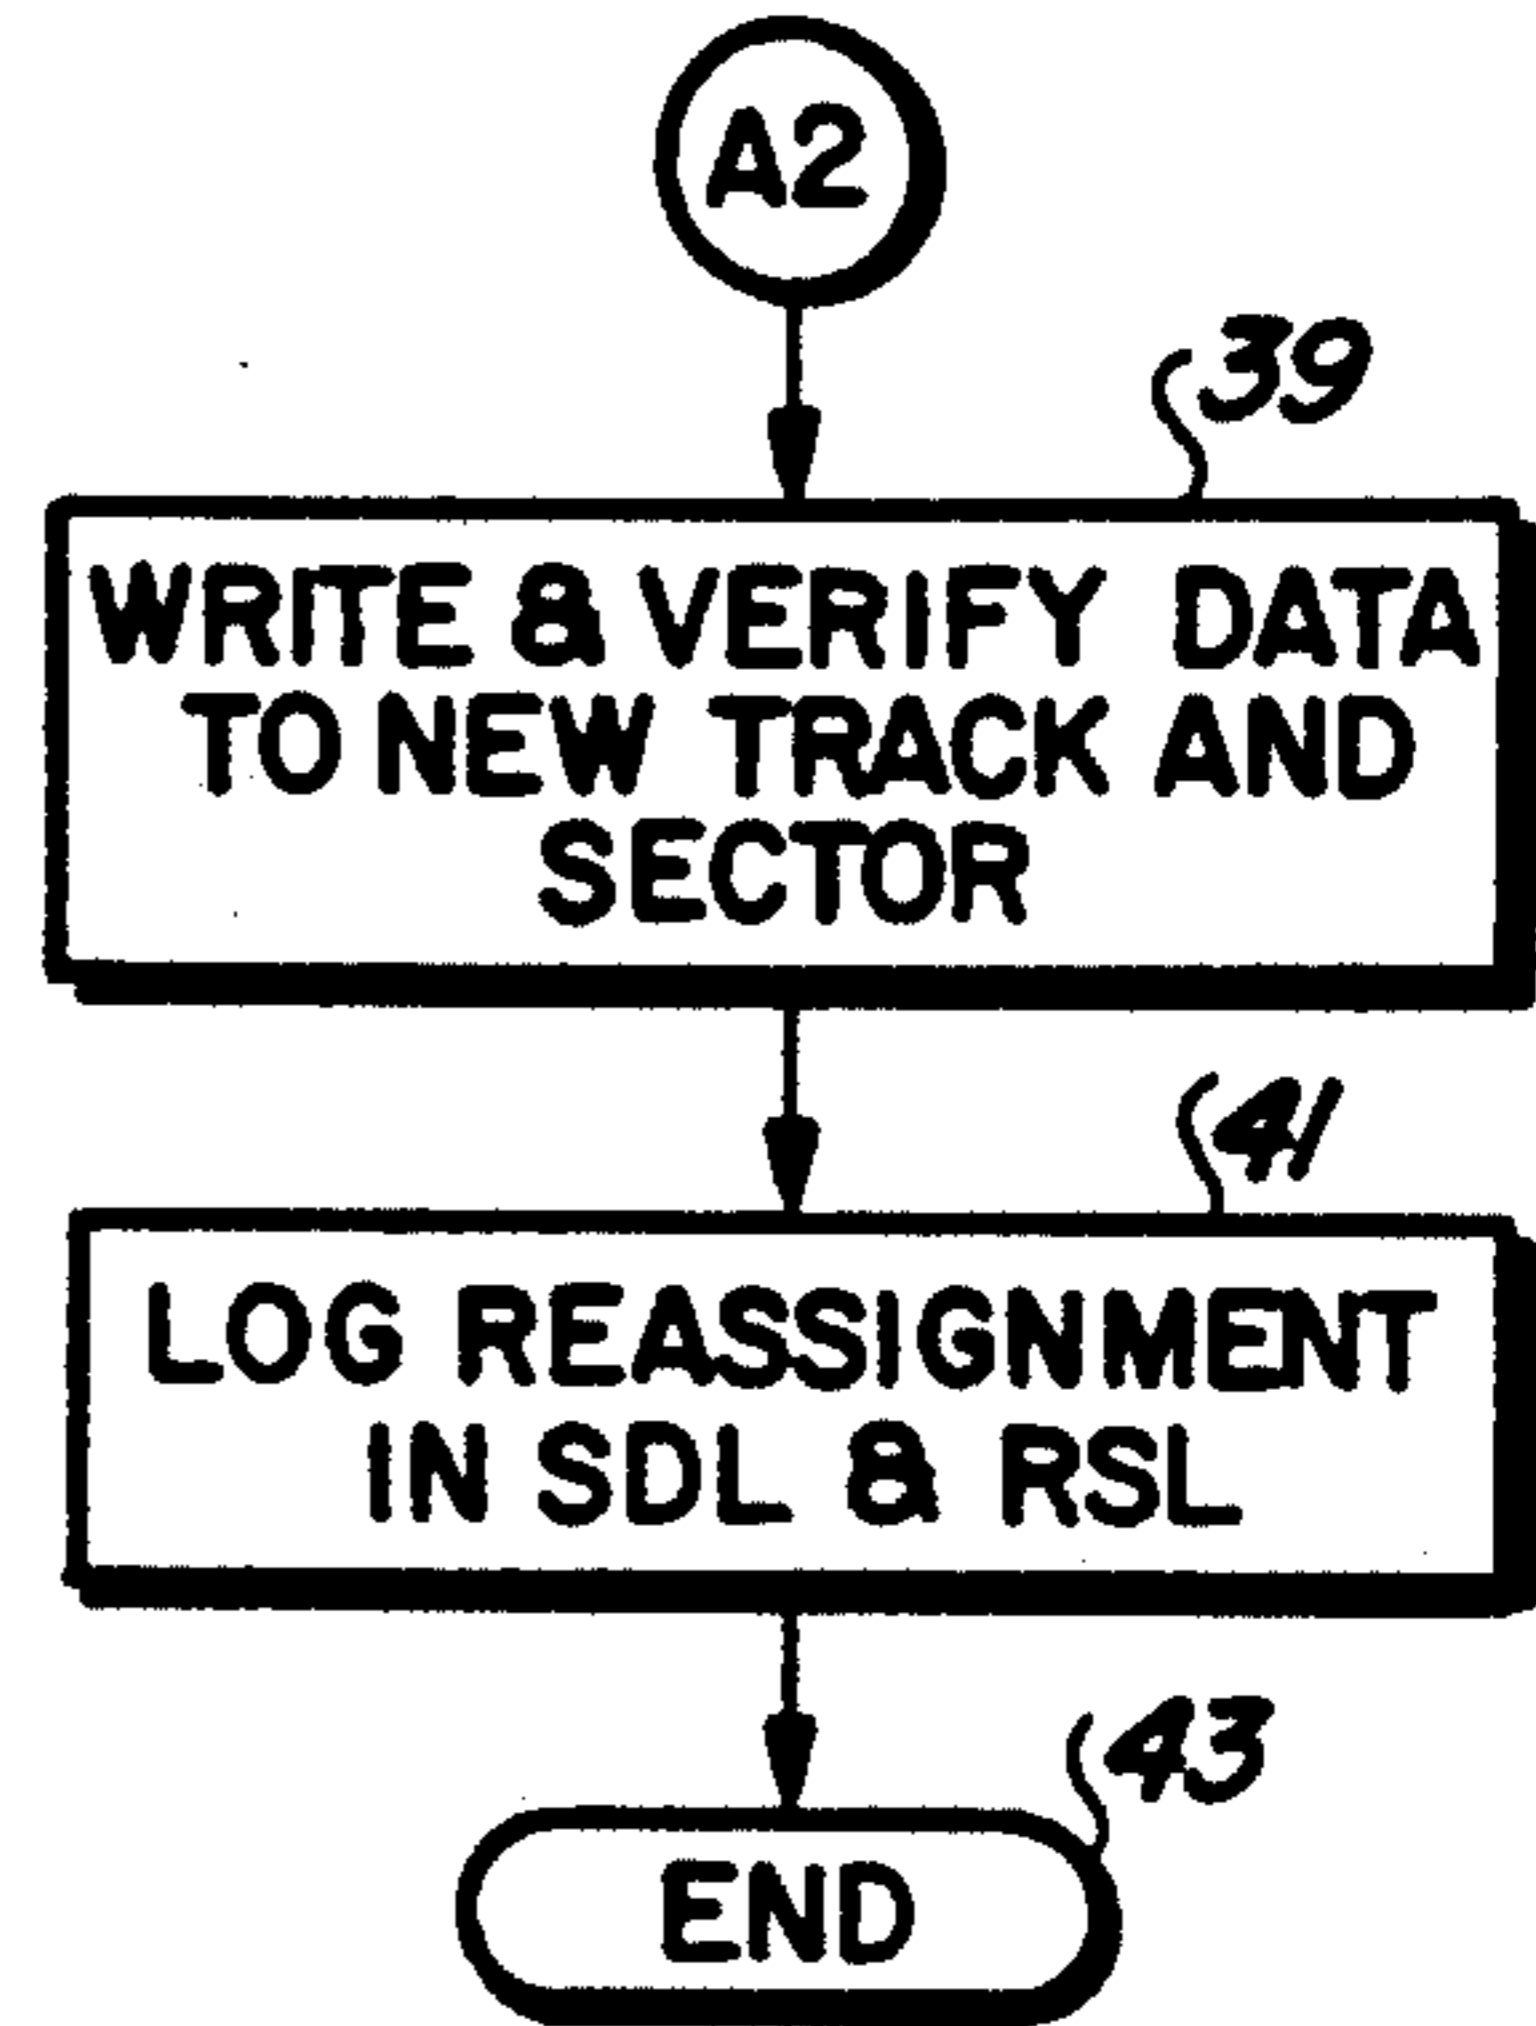 A2
39
WRITE & VERIFY DATA
TO NEW TRACK AND
SECTOR
41
LOG REASSIGNMENT
IN SDL & RSL
43
END